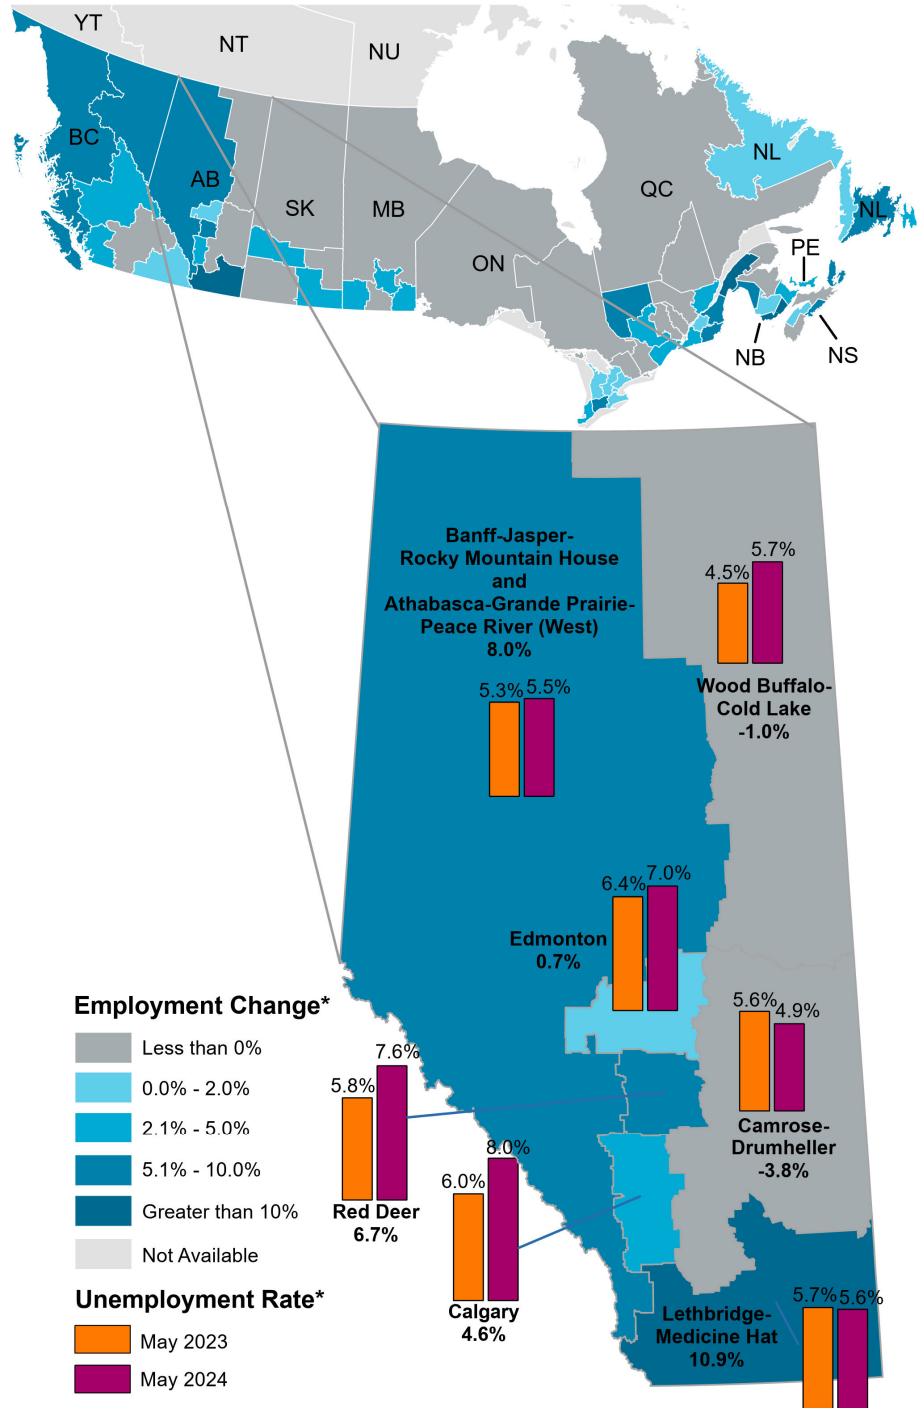 YT
NT
NU
BC
AB
SK
MB
ON
QC
NL
NL
PE
NB
NS
Banff-Jasper-
Rocky Mountain House
and
Athabasca-Grande Prairie-
Peace River (West)
8.0%
5.3% 5.5%
4.5% 5.7%
Wood Buffalo-
Cold Lake
-1.0%
6.4% 7.0%
Edmonton
0.7%
5.6% 4.9%
Camrose-
Drumheller
-3.8%
5.8% 7.6%
Red Deer
6.7%
6.0% 8.0%
Calgary
4.6%
5.7% 5.6%
Lethbridge-
Medicine Hat
10.9%
Employment Change*
Less than 0%
0.0% - 2.0%
2.1% - 5.0%
5.1% - 10.0%
Greater than 10%
Not Available
Unemployment Rate*
May 2023
May 2024